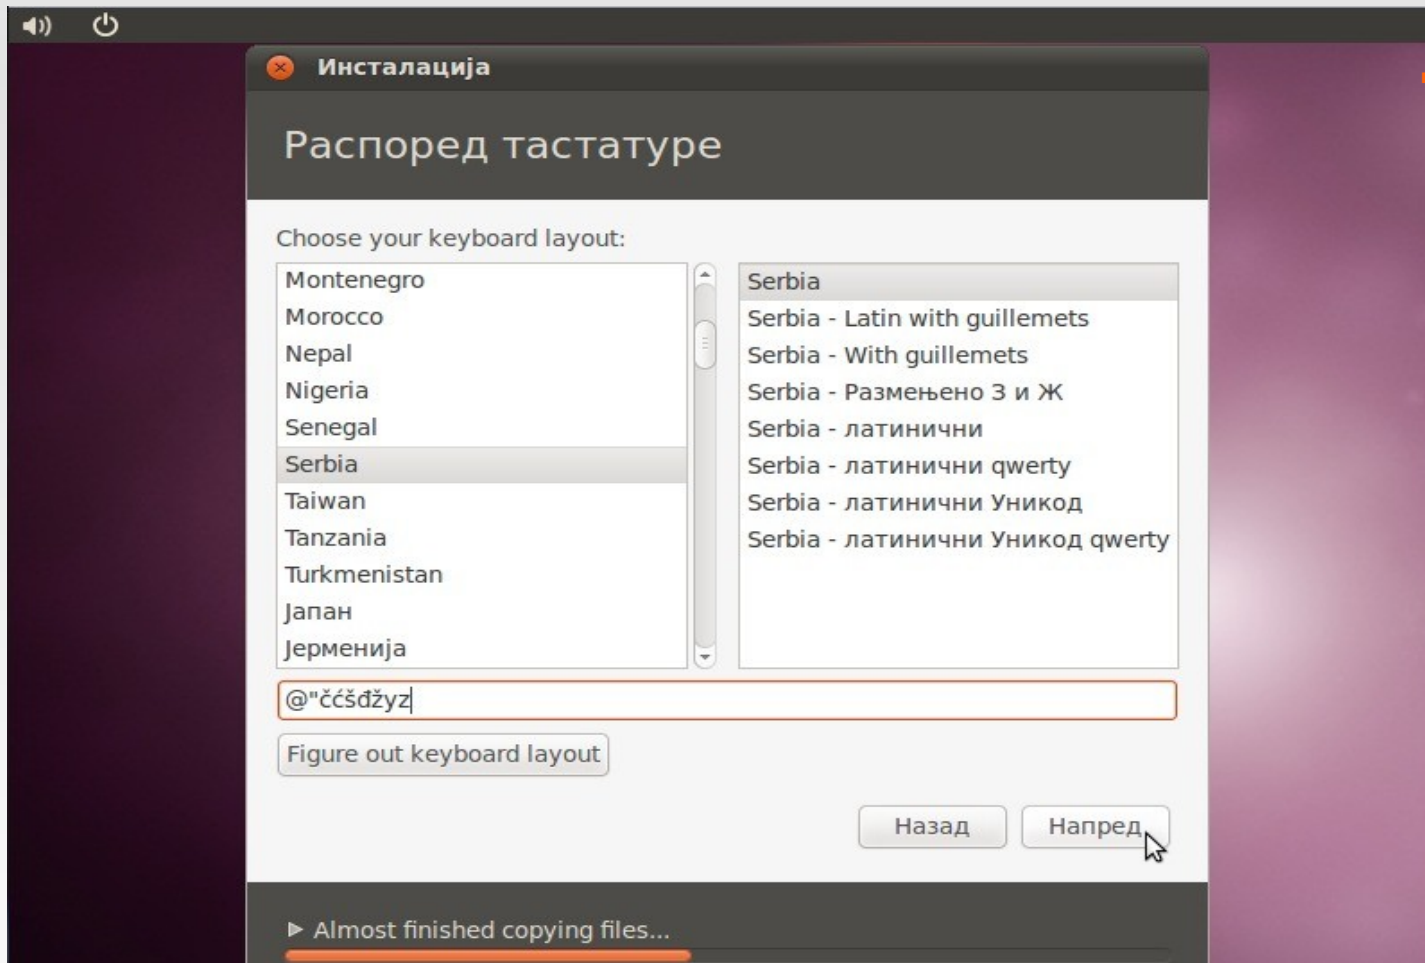 Инсталација
Распоред тастатуре
Choose your keyboard layout:
Montenegro
Morocco
Nepal
Nigeria
Senegal
Serbia
Taiwan
Tanzania
Turkmenistan
Јапан
Јерменија
Serbia
Serbia - Latin with guillemets
Serbia - With guillemets
Serbia - Размењено З и Ж
Serbia - латинични
Serbia - латинични qwerty
Serbia - латинични Уникод
Serbia - латинични Уникод qwerty
@"čćšđžyz
Figure out keyboard layout
Назад
Напред
Almost finished copying files...